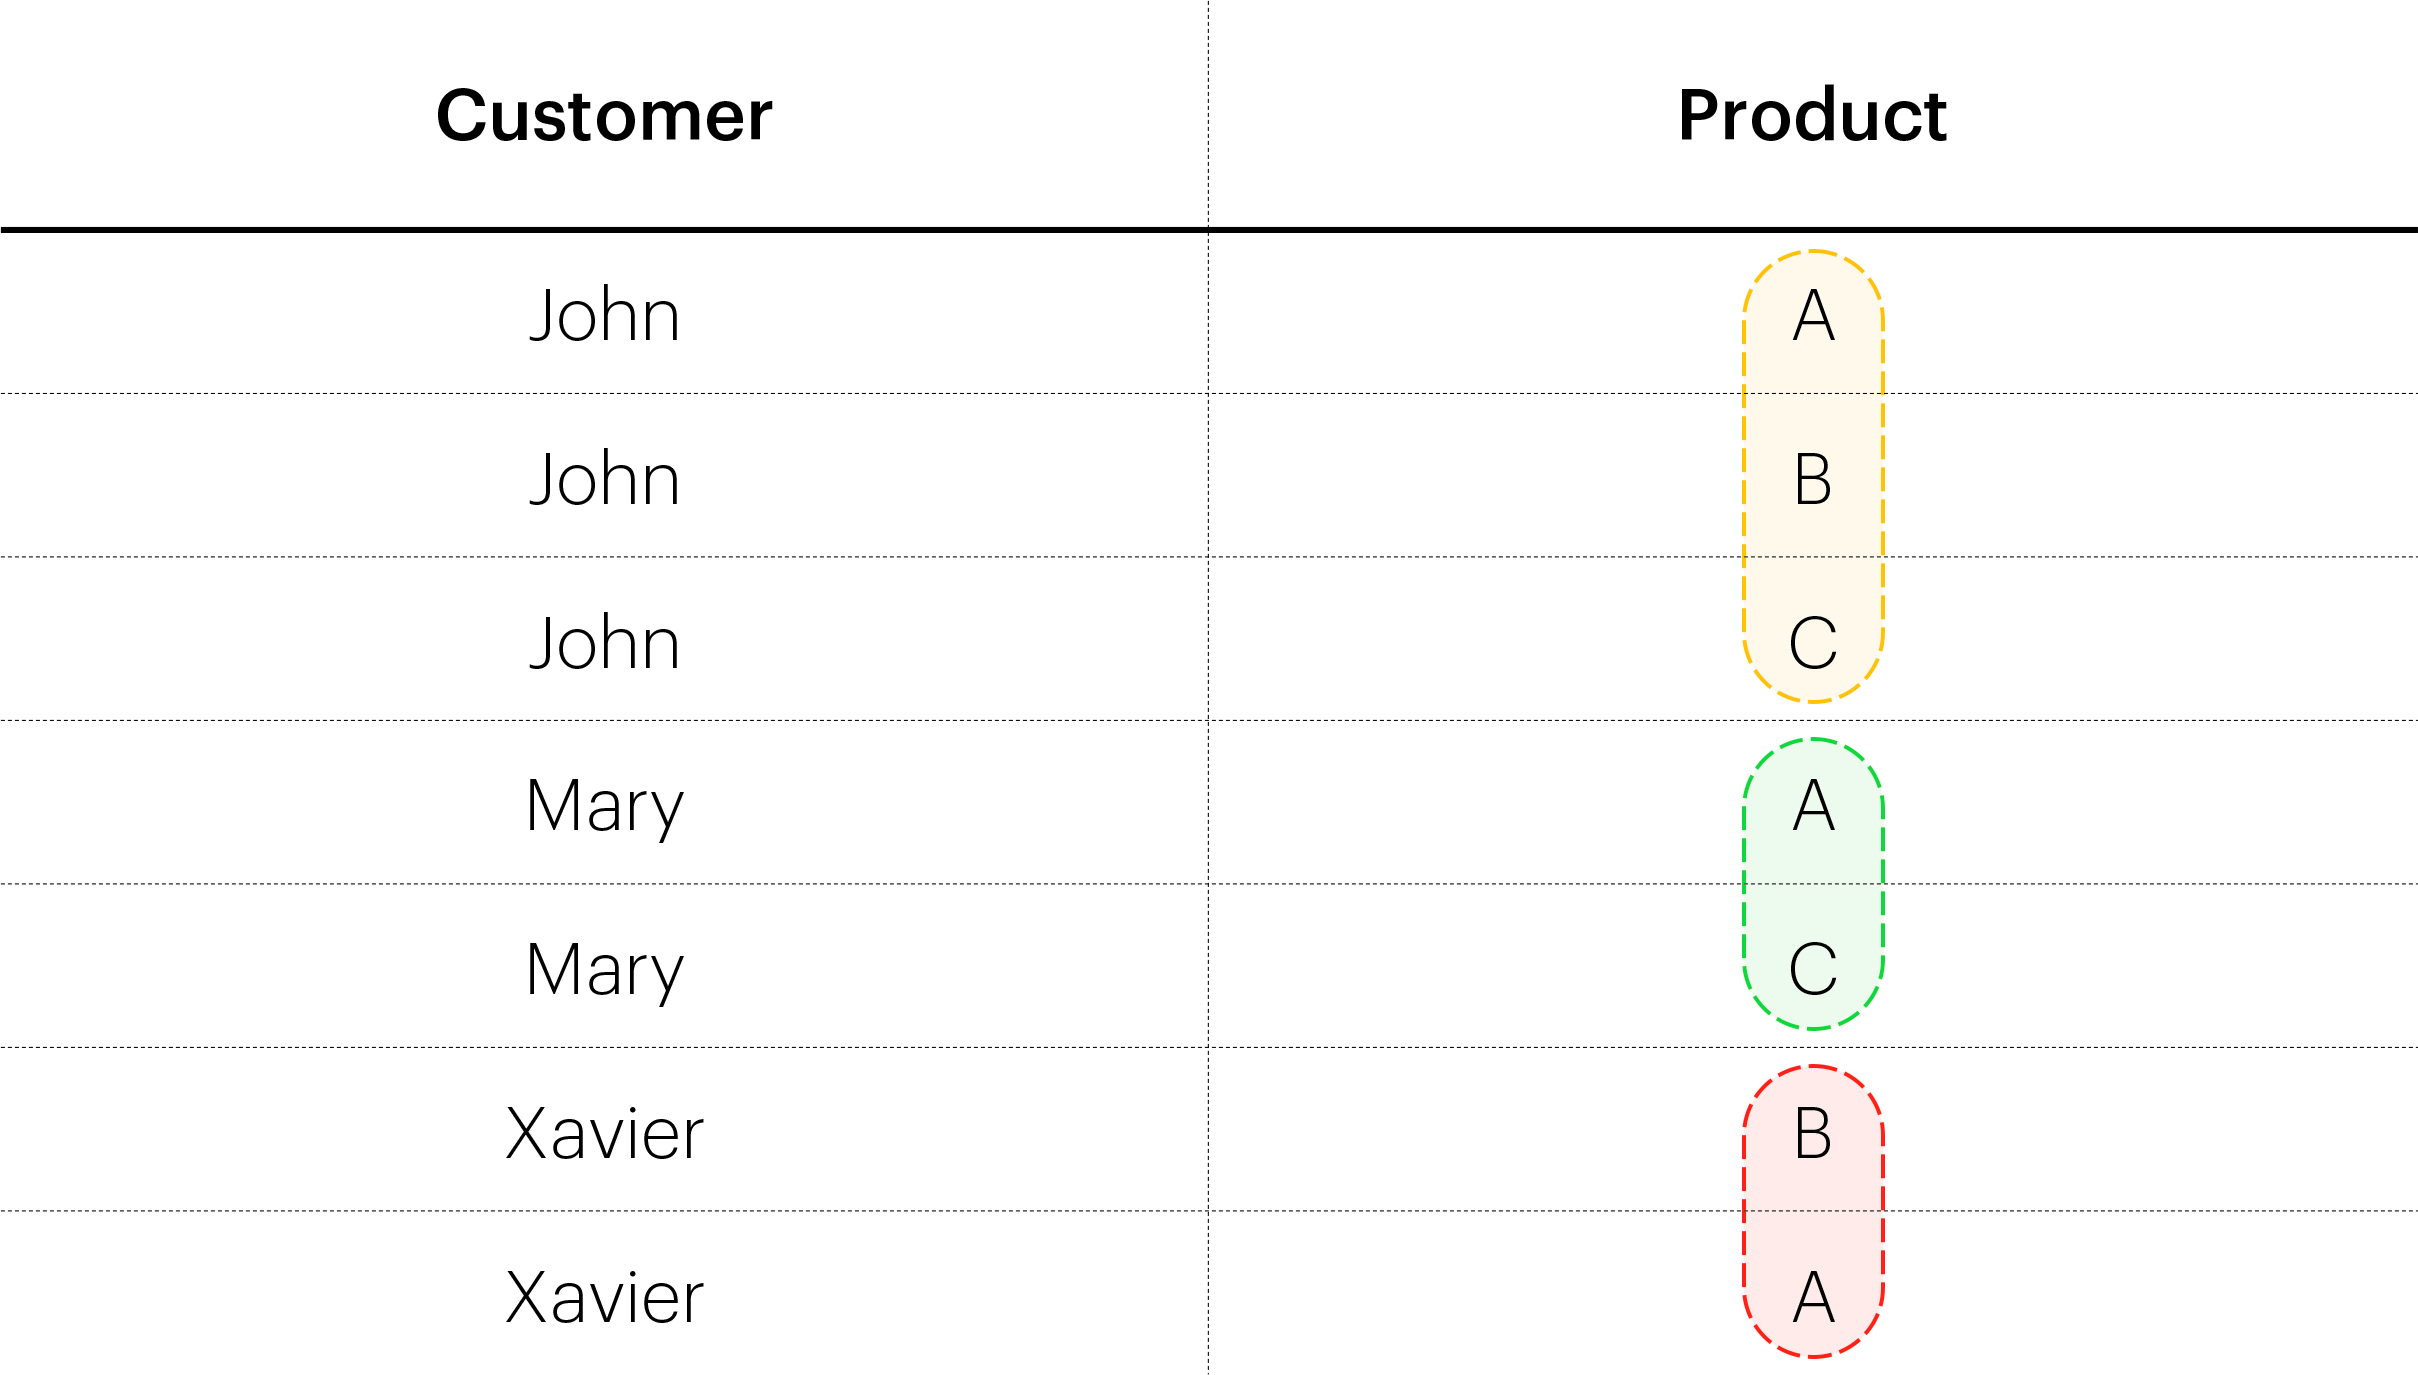 Customer Product
John A
John B
John C
Mary A
Mary C
Xavier B
Xavier A